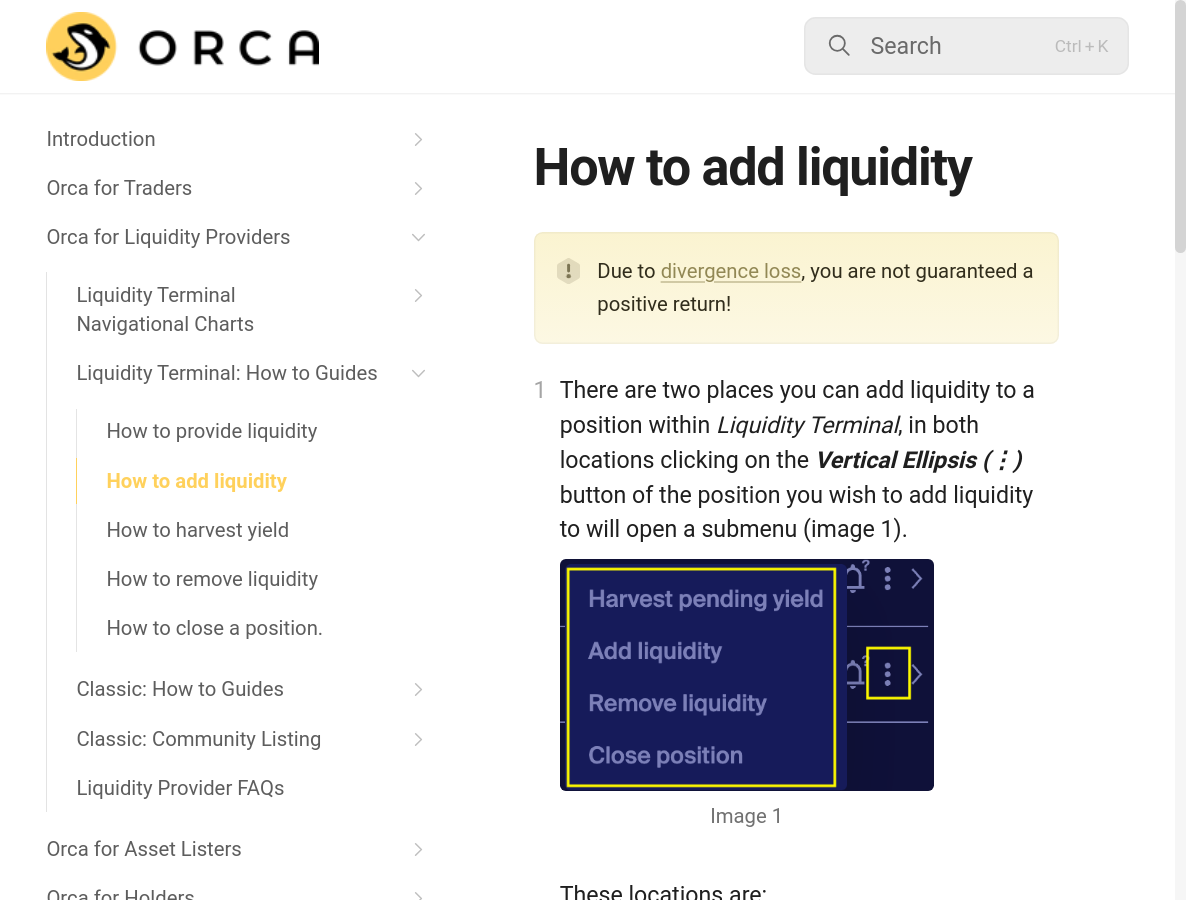 ORCA
Search
Ctrl + K
Introduction
Orca for Traders
Orca for Liquidity Providers
Liquidity Terminal
Navigational Charts
Liquidity Terminal: How to Guides
How to provide liquidity
How to add liquidity
How to harvest yield
How to remove liquidity
How to close a position.
Classic: How to Guides
Classic: Community Listing
Liquidity Provider FAQs
Orca for Asset Listers
Orca for Holders
How to add liquidity
Due to divergence loss, you are not guaranteed a
positive return!
1 There are two places you can add liquidity to a
position within Liquidity Terminal, in both
locations clicking on the Vertical Ellipsis (⋮)
button of the position you wish to add liquidity
to will open a submenu (image 1).
Harvest pending yield
Add liquidity
Remove liquidity
Close position
Image 1
These locations are: